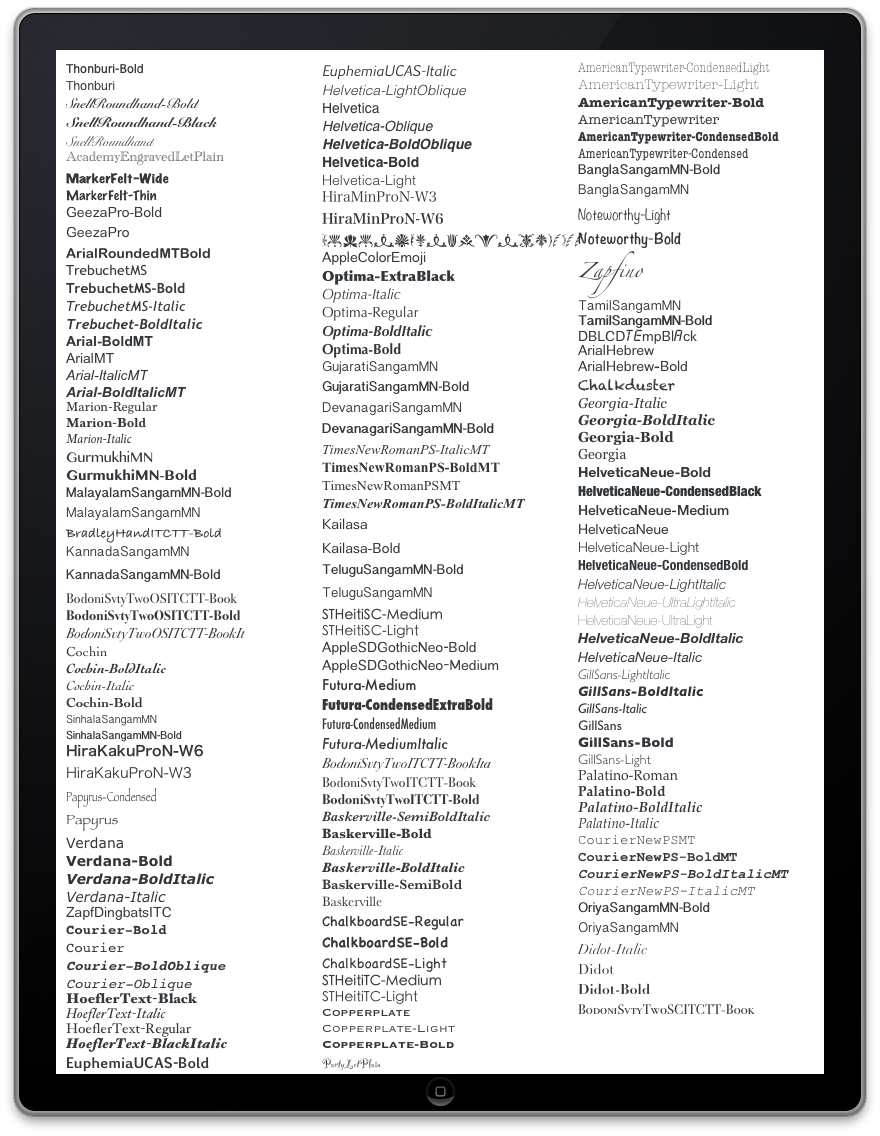 Thonburi-Bold
Thonburi
SnellRoundhand-Bold
SnellRoundhand-Black
SnellRoundhand
AcademyEngravedLetPlain
MarkerFelt-Wide
MarkerFelt-Thin
GeezaPro-Bold
GeezaPro
ArialRoundedMTBold
TrebuchetMS
TrebuchetMS-Bold
TrebuchetMS-Italic
Trebuchet-BoldItalic
Arial-BoldMT
ArialMT
Arial-ItalicMT
Arial-BoldItalicMT
Marion-Regular
Marion-Bold
Marion-Italic
GurmukhiMN
GurmukhiMN-Bold
MalayalamSangamMN-Bold
MalayalamSangamMN
BradleyHandITCTT-Bold
KannadaSangamMN
KannadaSangamMN-Bold
BodoniSvtyTwoOSITCTT-Book
BodoniSvtyTwoOSITCTT-Bold
BodoniSvtyTwoOSITCTT-BookIt
Cochin
Cochin-BoldItalic
Cochin-Italic
Cochin-Bold
SinhalaSangamMN
SinhalaSangamMN-Bold
HiraKakuProN-W6
HiraKakuProN-W3
Papyrus-Condensed
Papyrus
Verdana
Verdana-Bold
Verdana-BoldItalic
Verdana-Italic
ZapfDingbatsITC
Courier-Bold
Courier
Courier-BoldOblique
Courier-Oblique
HoeflerText-Black
HoeflerText-Italic
HoeflerText-Regular
HoeflerText-BlackItalic
EuphemiaUCAS-Bold
EuphemiaUCAS-Italic
Helvetica-LightOblique
Helvetica
Helvetica-Oblique
Helvetica-BoldOblique
Helvetica-Bold
Helvetica-Light
HiraMinProN-W3
HiraMinProN-W6
AppleColorEmoji
Optima-ExtraBlack
Optima-Italic
Optima-Regular
Optima-BoldItalic
Optima-Bold
GujaratiSangamMN
GujaratiSangamMN-Bold
DevanagariSangamMN
DevanagariSangamMN-Bold
TimesNewRomanPS-ItalicMT
TimesNewRomanPS-BoldMT
TimesNewRomanPSMT
TimesNewRomanPS-BoldItalicMT
Kailasa
Kailasa-Bold
TeluguSangamMN-Bold
TeluguSangamMN
STHeitiSC-Medium
STHeitiSC-Light
AppleSDGothicNeo-Bold
AppleSDGothicNeo-Medium
Futura-Medium
Futura-CondensedExtraBold
Futura-CondensedMedium
Futura-MediumItalic
BodoniSvtyTwoITCTT-BookIta
BodoniSvtyTwoITCTT-Book
BodoniSvtyTwoITCTT-Bold
Baskerville-SemiBoldItalic
Baskerville-Bold
Baskerville-Italic
Baskerville-BoldItalic
Baskerville-SemiBold
Baskerville
ChalkboardSE-Regular
ChalkboardSE-Bold
ChalkboardSE-Light
STHeitiTC-Medium
STHeitiTC-Light
Copperplate
Copperplate-Light
Copperplate-Bold
PartyLetPlain
AmericanTypewriter-CondensedLight
AmericanTypewriter-Light
AmericanTypewriter-Bold
AmericanTypewriter
AmericanTypewriter-CondensedBold
AmericanTypewriter-Condensed
BanglaSangamMN-Bold
BanglaSangamMN
Noteworthy-Light
Noteworthy-Bold
Zapfino
TamilSangamMN
TamilSangamMN-Bold
DBLCDTEmpBlAck
ArialHebrew
ArialHebrew-Bold
Chalkduster
Georgia-Italic
Georgia-BoldItalic
Georgia-Bold
Georgia
HelveticaNeue-Bold
HelveticaNeue-CondensedBlack
HelveticaNeue-Medium
HelveticaNeue
HelveticaNeue-Light
HelveticaNeue-CondensedBold
HelveticaNeue-LightItalic
HelveticaNeue-UltraLightItalic
HelveticaNeue-UltraLight
HelveticaNeue-BoldItalic
HelveticaNeue-Italic
GillSans-LightItalic
GillSans-BoldItalic
GillSans-Italic
GillSans
GillSans-Bold
GillSans-Light
Palatino-Roman
Palatino-Bold
Palatino-BoldItalic
Palatino-Italic
CourierNewPSMT
CourierNewPS-BoldMT
CourierNewPS-BoldItalicMT
CourierNewPS-ItalicMT
OriyaSangamMN-Bold
OriyaSangamMN
Didot-Italic
Didot
Didot-Bold
BodoniSvtyTwoSCITCTT-Book